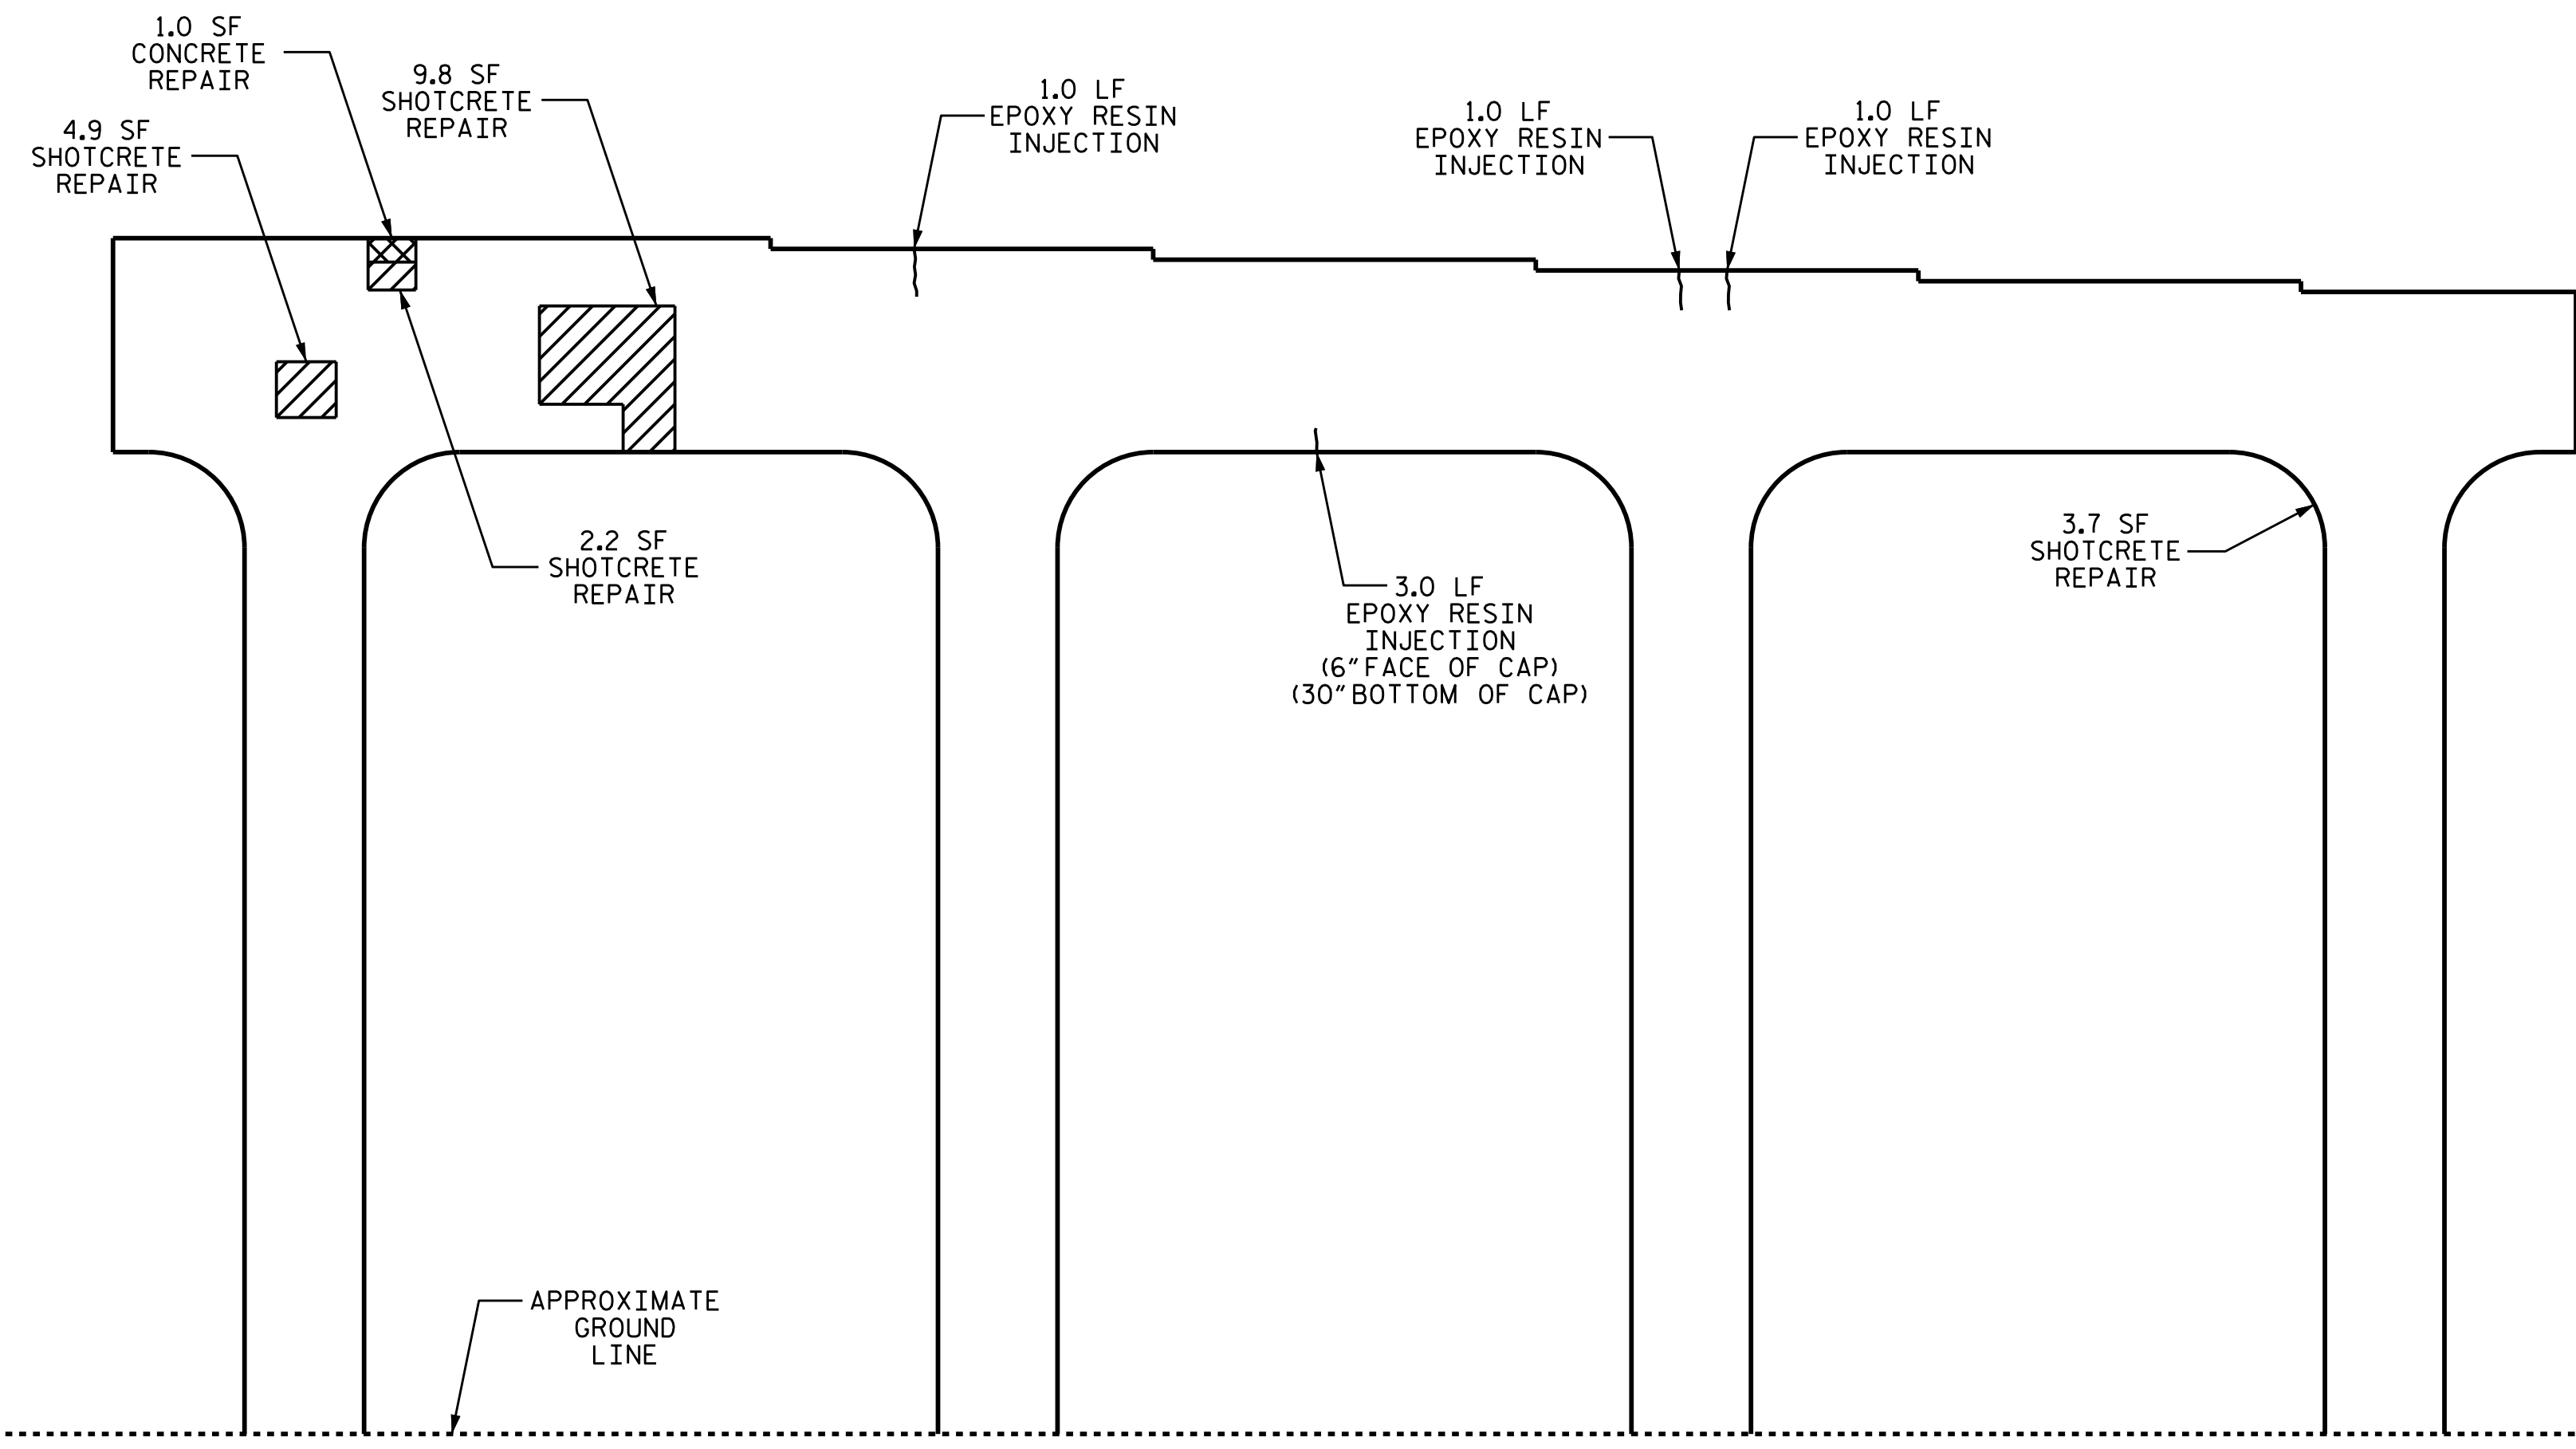 1.0 SF
CONCRETE
REPAIR
9.8 SF
SHOTCRETE
REPAIR
4.9 SF
SHOTCRETE
REPAIR
1.0 LF
EPOXY RESIN
INJECTION
1.0 LF
EPOXY RESIN
INJECTION
1.0 LF
EPOXY RESIN
INJECTION
2.2 SF
SHOTCRETE
REPAIR
3.0 LF
EPOXY RESIN
INJECTION
(6" FACE OF CAP)
(30" BOTTOM OF CAP)
3.7 SF
SHOTCRETE
REPAIR
APPROXIMATE
GROUND
LINE